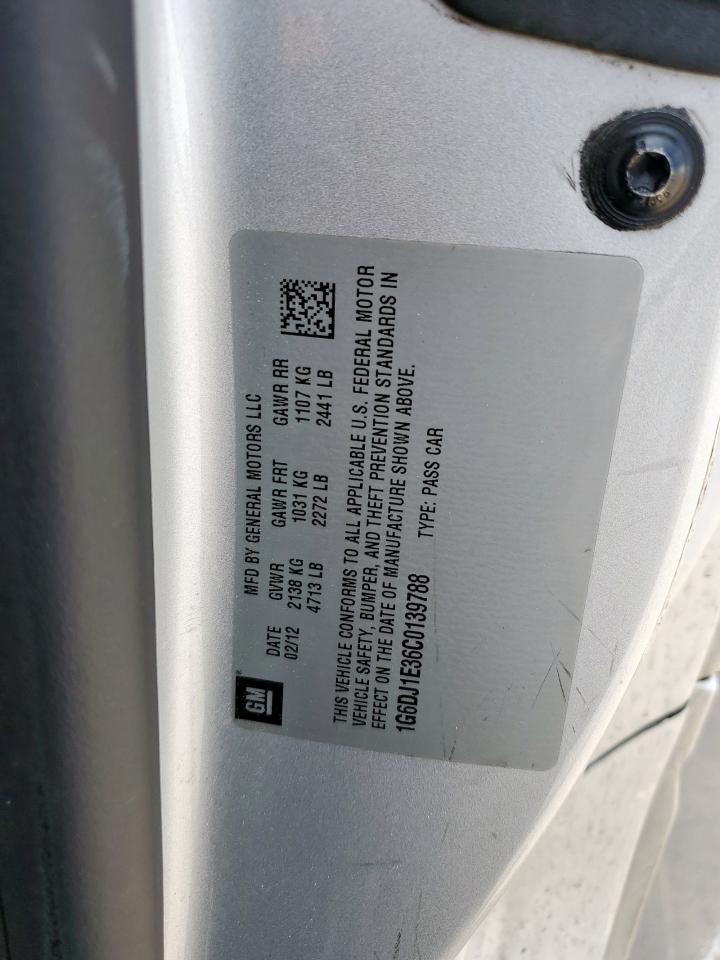 GM
MFD BY GENERAL MOTORS LLC
DATE GVWR GAWR FRT GAWR RR
02/12 2138 KG 1031 KG 1107 KG
4713 LB 2272 LB 2441 LB
THIS VEHICLE CONFORMS TO ALL APPLICABLE U.S. FEDERAL MOTOR
VEHICLE SAFETY, BUMPER, AND THEFT PREVENTION STANDARDS IN
EFFECT ON THE DATE OF MANUFACTURE SHOWN ABOVE.
1G6DJ1E36C0139788 TYPE: PASS CAR